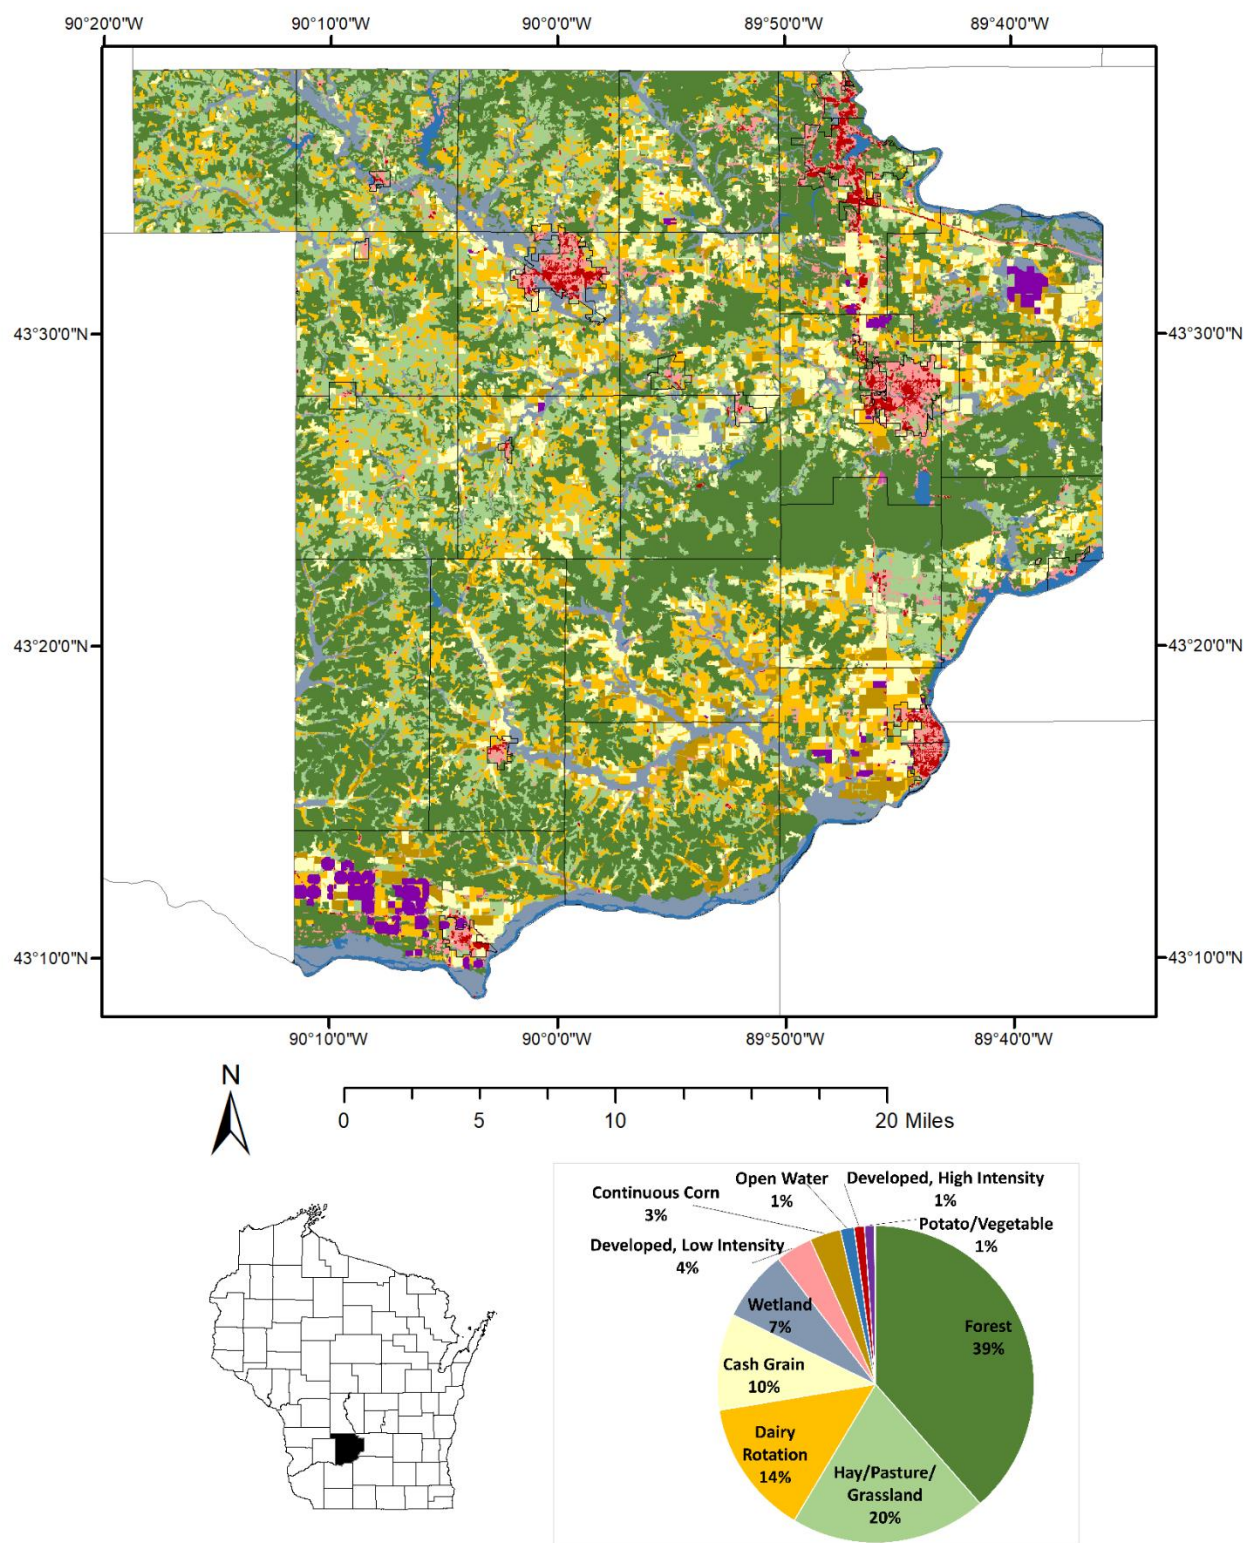 90°20'0"W
90°10'0"W
90°0'0"W
89°50'0"W
89°40'0"W
43°30'0"N
43°30'0"N
43°20'0"N
43°20'0"N
43°10'0"N
43°10'0"N
90°10'0"W
90°0'0"W
89°50'0"W
89°40'0"W
N
0
5
10
20 Miles
Open Water
1%
Developed, High Intensity
1%
Continuous Corn
3%
Potato/Vegetable
1%
Developed, Low Intensity
4%
Wetland
7%
Forest
39%
Cash Grain
10%
Dairy
Rotation
14%
Hay/Pasture/
Grassland
20%